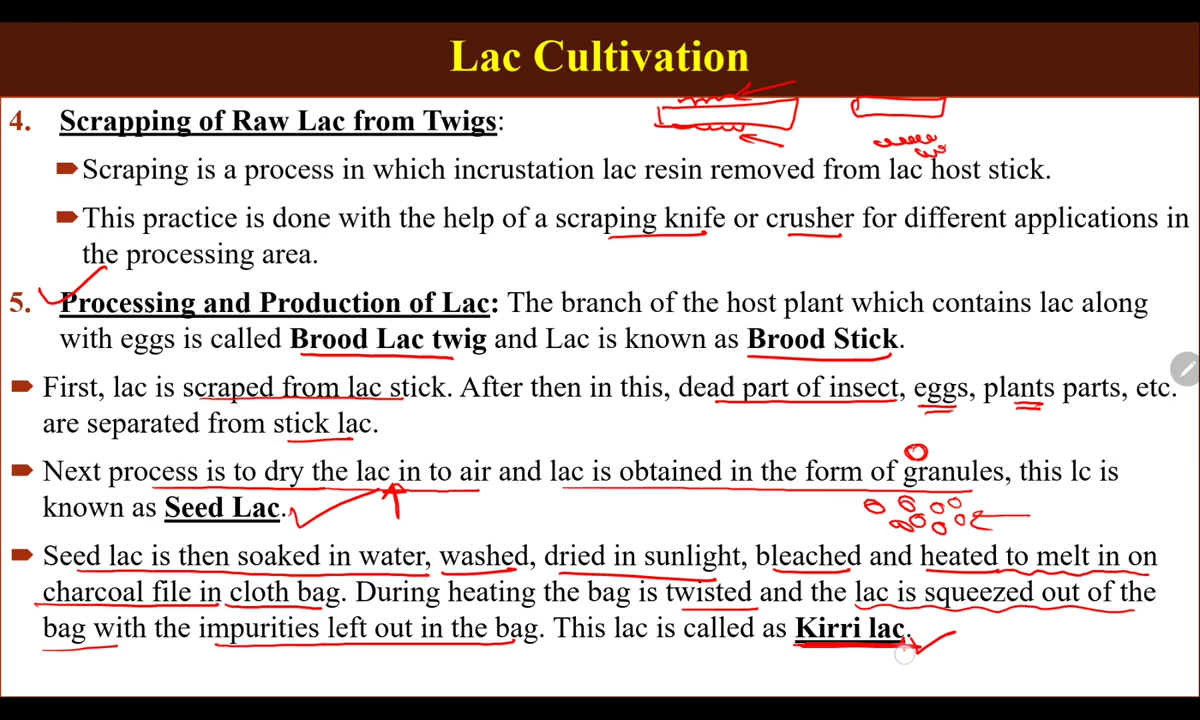 Lac Cultivation
4. Scrapping of Raw Lac from Twigs:
Scraping is a process in which incrustation lac resin removed from lac host stick.
This practice is done with the help of a scraping knife or crusher for different applications in
the processing area.
5. Processing and Production of Lac: The branch of the host plant which contains lac along
with eggs is called Brood Lac twig and Lac is known as Brood Stick.
First, lac is scraped from lac stick. After then in this, dead part of insect, eggs, plants parts, etc.
are separated from stick lac.
Next process is to dry the lac in to air and lac is obtained in the form of granules, this lc is
known as Seed Lac.
Seed lac is then soaked in water, washed, dried in sunlight, bleached and heated to melt in on
charcoal file in cloth bag. During heating the bag is twisted and the lac is squeezed out of the
bag with the impurities left out in the bag. This lac is called as Kirri lac.